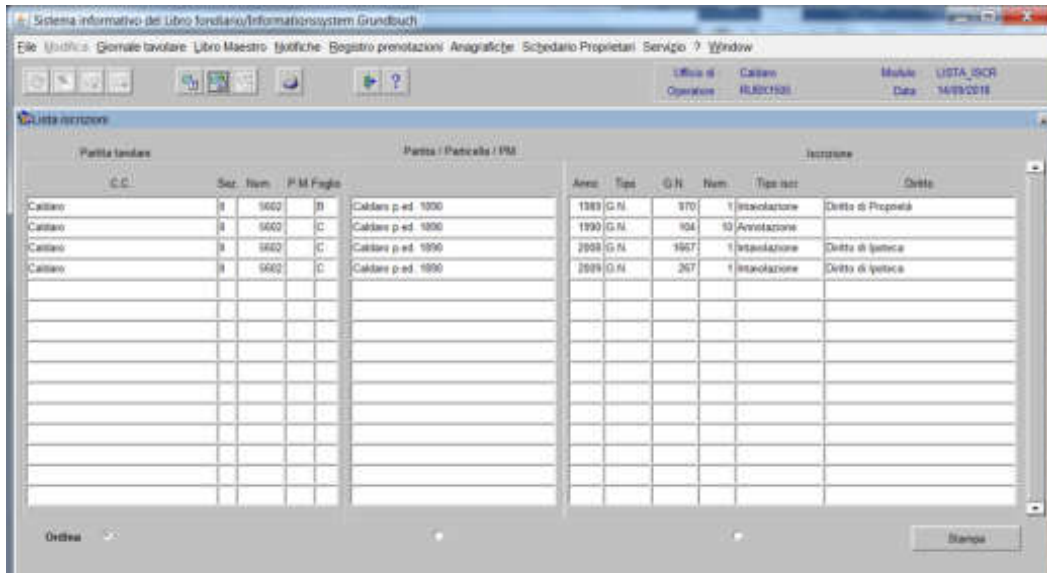 Sistema informativo del Libro fondiario/Informationssystem Grundbuch
File Modifica Giornale tavolare Libro Maestro Notifiche Registro prenotazioni Anagrafiche Schedario Proprietari Servizio ? Window
Ufficio di Caldaro Modulo LISTA_ISCR
Operatore Data 14/09/2018
Lista iscrizioni
Partita tavolare Partita / Particella / PM Iscrizione
C.C. Sez. Num. P.M Foglio Anno Tipo G.N. Num. Tipo iscr. Diritto
Caldaro II 5602 B Caldaro p.ed. 1890 1989 G.N. 970 1 Intavolazione Diritto di Proprietà
Caldaro II 5602 C Caldaro p.ed. 1890 1990 G.N. 104 10 Annotazione
Caldaro II 5602 C Caldaro p.ed. 1890 2008 G.N. 1667 1 Intavolazione Diritto di Ipoteca
Caldaro II 5602 C Caldaro p.ed. 1890 2009 G.N. 267 1 Intavolazione Diritto di Ipoteca
Ordina Stampa